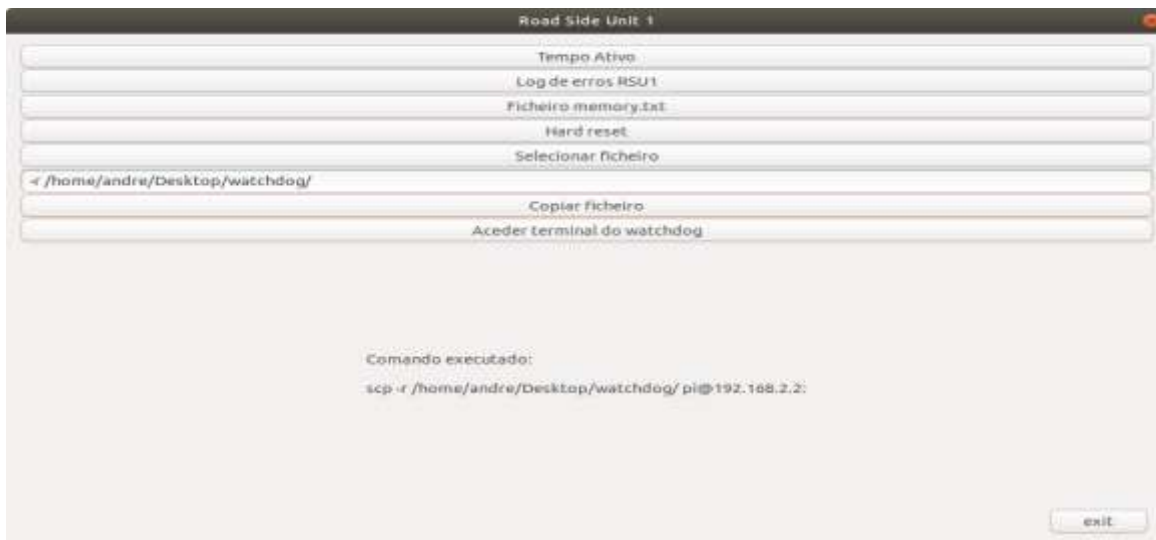 Road Side Unit 1
Tempo Ativo
Log de erros RSU1
Ficheiro memory.txt
Hard reset
Selecionar ficheiro
-r /home/andre/Desktop/watchdog/
Copiar ficheiro
Aceder terminal do watchdog
Comando executado:
scp -r /home/andre/Desktop/watchdog/ pi@192.168.2.2:
exit